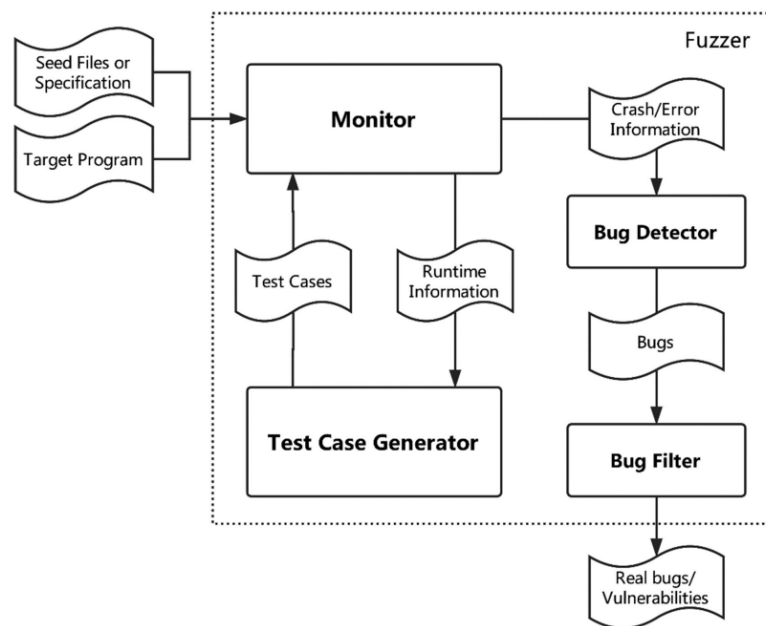 Fuzzer
Seed Files or
Specification
Target Program
Monitor
Crash/Error
Information
Bug Detector
Test Cases
Runtime
Information
Bugs
Test Case Generator
Bug Filter
Real bugs/
Vulnerabilities